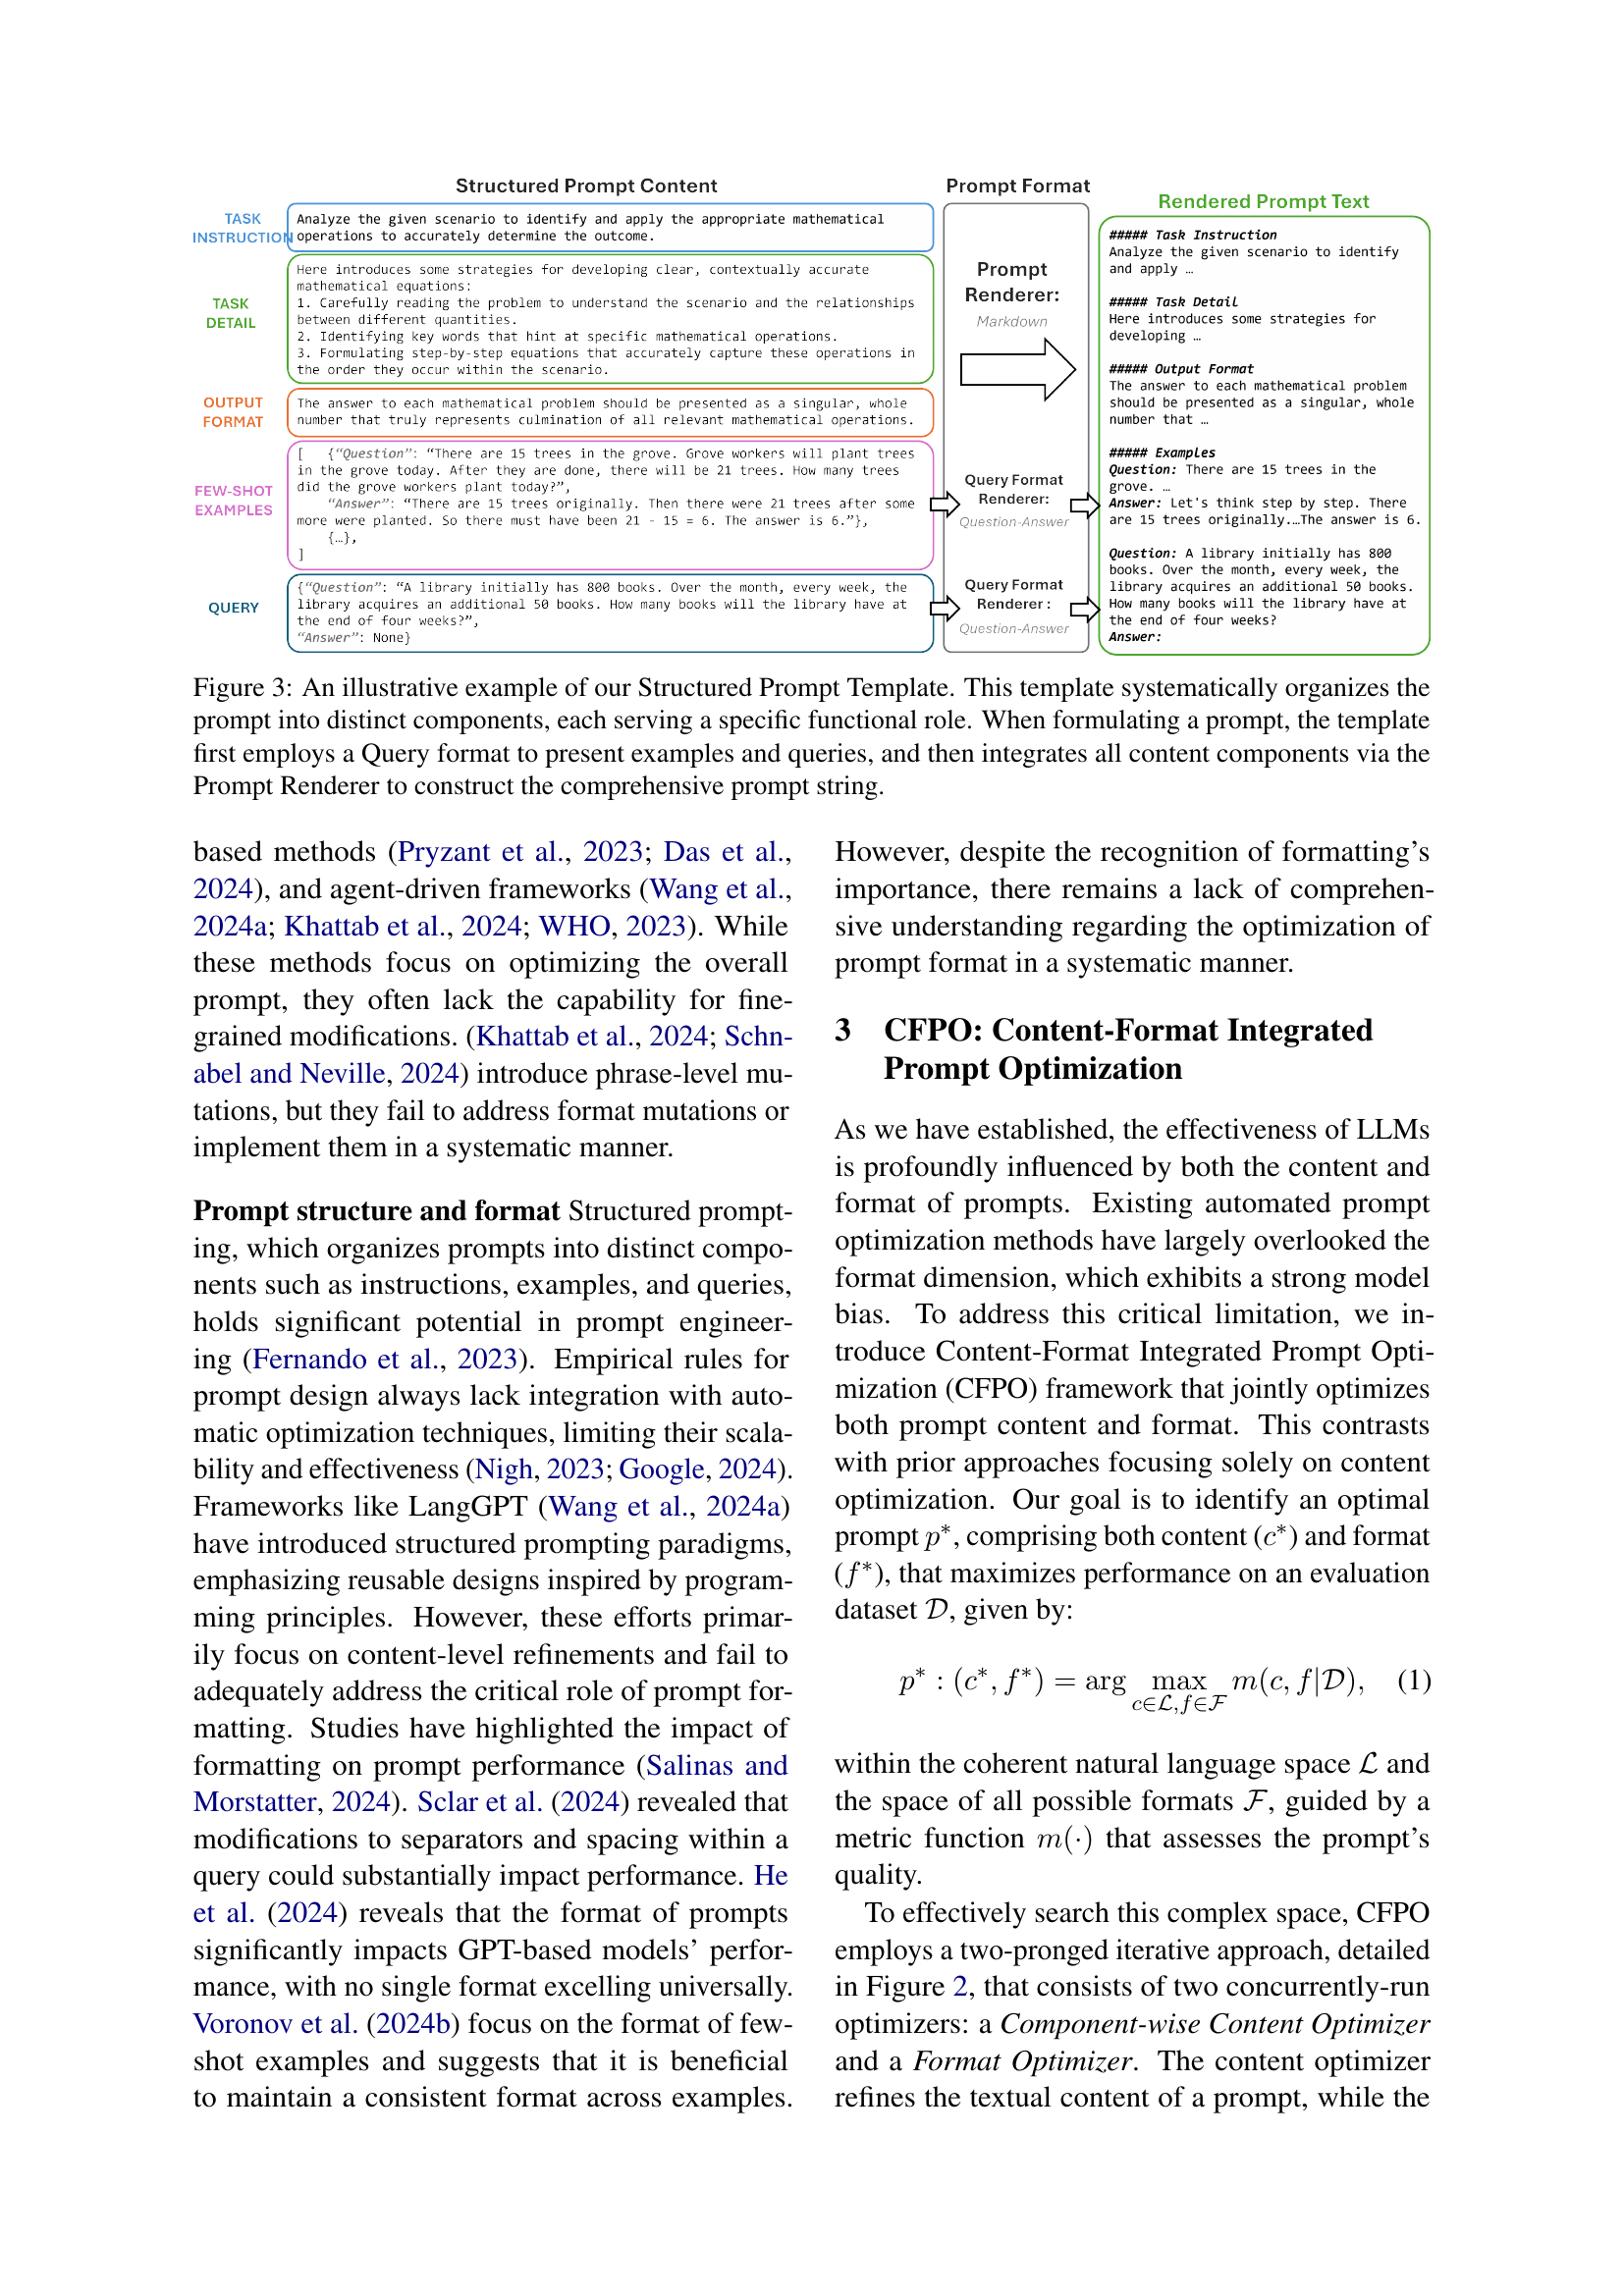 Structured Prompt Content
Prompt Format
Rendered Prompt Text
TASK
INSTRUCTION
Analyze the given scenario to identify and apply the appropriate mathematical
operations to accurately determine the outcome.
TASK
DETAIL
Here introduces some strategies for developing clear, contextually accurate
mathematical equations:
1. Carefully reading the problem to understand the scenario and the relationships
between different quantities.
2. Identifying key words that hint at specific mathematical operations.
3. Formulating step-by-step equations that accurately capture these operations in
the order they occur within the scenario.
OUTPUT
FORMAT
The answer to each mathematical problem should be presented as a singular, whole
number that truly represents culmination of all relevant mathematical operations.
FEW-SHOT
EXAMPLES
[ {“Question”: “There are 15 trees in the grove. Grove workers will plant trees
in the grove today. After they are done, there will be 21 trees. How many trees
did the grove workers plant today?”,
“Answer”: “There are 15 trees originally. Then there were 21 trees after some
more were planted. So there must have been 21 - 15 = 6. The answer is 6.”},
{…},
]
QUERY
{“Question”: “A library initially has 800 books. Over the month, every week, the
library acquires an additional 50 books. How many books will the library have at
the end of four weeks?”,
“Answer”: None}
Prompt
Renderer:
Markdown
Query Format
Renderer:
Question-Answer
Query Format
Renderer :
Question-Answer
##### Task Instruction
Analyze the given scenario to identify
and apply …
##### Task Detail
Here introduces some strategies for
developing …
##### Output Format
The answer to each mathematical problem
should be presented as a singular, whole
number that …
##### Examples
Question: There are 15 trees in the
grove. …
Answer: Let's think step by step. There
are 15 trees originally.…The answer is 6.
Question: A library initially has 800
books. Over the month, every week, the
library acquires an additional 50 books.
How many books will the library have at
the end of four weeks?
Answer:
Figure 3: An illustrative example of our Structured Prompt Template. This template systematically organizes the
prompt into distinct components, each serving a specific functional role. When formulating a prompt, the template
first employs a Query format to present examples and queries, and then integrates all content components via the
Prompt Renderer to construct the comprehensive prompt string.
based methods (Pryzant et al., 2023; Das et al.,
2024), and agent-driven frameworks (Wang et al.,
2024a; Khattab et al., 2024; WHO, 2023). While
these methods focus on optimizing the overall
prompt, they often lack the capability for fine-
grained modifications. (Khattab et al., 2024; Schn-
abel and Neville, 2024) introduce phrase-level mu-
tations, but they fail to address format mutations or
implement them in a systematic manner.
Prompt structure and format Structured prompt-
ing, which organizes prompts into distinct compo-
nents such as instructions, examples, and queries,
holds significant potential in prompt engineer-
ing (Fernando et al., 2023). Empirical rules for
prompt design always lack integration with auto-
matic optimization techniques, limiting their scala-
bility and effectiveness (Nigh, 2023; Google, 2024).
Frameworks like LangGPT (Wang et al., 2024a)
have introduced structured prompting paradigms,
emphasizing reusable designs inspired by program-
ming principles. However, these efforts primar-
ily focus on content-level refinements and fail to
adequately address the critical role of prompt for-
matting. Studies have highlighted the impact of
formatting on prompt performance (Salinas and
Morstatter, 2024). Sclar et al. (2024) revealed that
modifications to separators and spacing within a
query could substantially impact performance. He
et al. (2024) reveals that the format of prompts
significantly impacts GPT-based models’ perfor-
mance, with no single format excelling universally.
Voronov et al. (2024b) focus on the format of few-
shot examples and suggests that it is beneficial
to maintain a consistent format across examples.
However, despite the recognition of formatting’s
importance, there remains a lack of comprehen-
sive understanding regarding the optimization of
prompt format in a systematic manner.
3 CFPO: Content-Format Integrated
Prompt Optimization
As we have established, the effectiveness of LLMs
is profoundly influenced by both the content and
format of prompts. Existing automated prompt
optimization methods have largely overlooked the
format dimension, which exhibits a strong model
bias. To address this critical limitation, we in-
troduce Content-Format Integrated Prompt Opti-
mization (CFPO) framework that jointly optimizes
both prompt content and format. This contrasts
with prior approaches focusing solely on content
optimization. Our goal is to identify an optimal
prompt p*, comprising both content (c*) and format
(f*), that maximizes performance on an evaluation
dataset 𝒟, given by:
p* : (c*, f*) = arg max m(c, f|𝒟), (1)
c∈ℒ,f∈ℱ
within the coherent natural language space ℒ and
the space of all possible formats ℱ, guided by a
metric function m(·) that assesses the prompt’s
quality.
To effectively search this complex space, CFPO
employs a two-pronged iterative approach, detailed
in Figure 2, that consists of two concurrently-run
optimizers: a Component-wise Content Optimizer
and a Format Optimizer. The content optimizer
refines the textual content of a prompt, while the